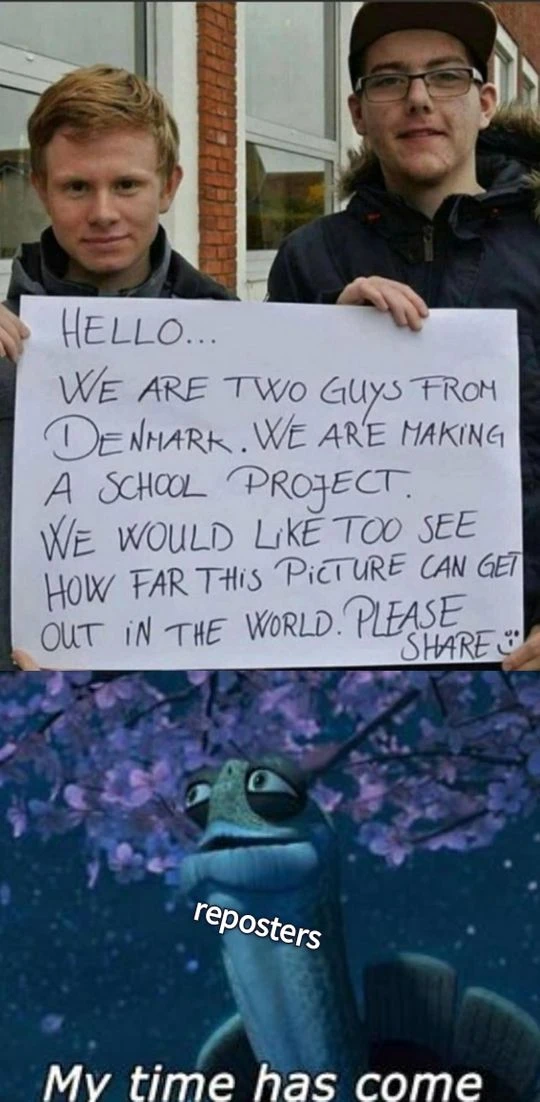 HELLO...
WE ARE TWO GUYS FROM
DENMARK. WE ARE MAKING
A SCHOOL PROJECT.
WE WOULD LIKE TOO SEE
HOW FAR THIS PICTURE CAN GET
OUT IN THE WORLD. PLEASE
SHARE :)
reposters
My time has come